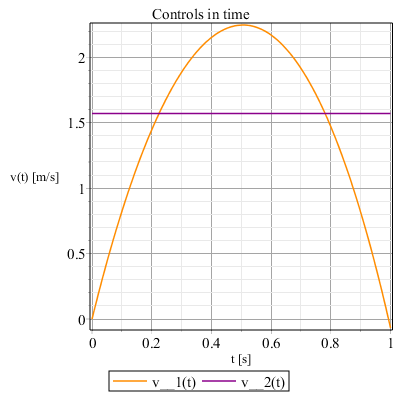 Controls in time
2
1.5
v(t) [m/s]
1
0.5
0
0 0.2 0.4 0.6 0.8 1
t [s]
v__1(t) v__2(t)